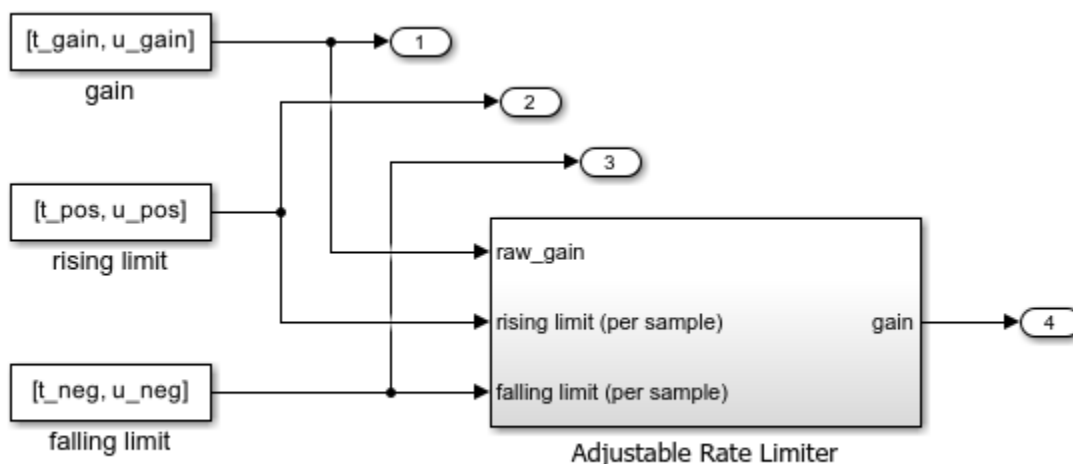 [t_gain, u_gain]
1
gain
2
3
[t_pos, u_pos]
rising limit
raw_gain
rising limit (per sample)
gain
4
[t_neg, u_neg]
falling limit (per sample)
falling limit
Adjustable Rate Limiter